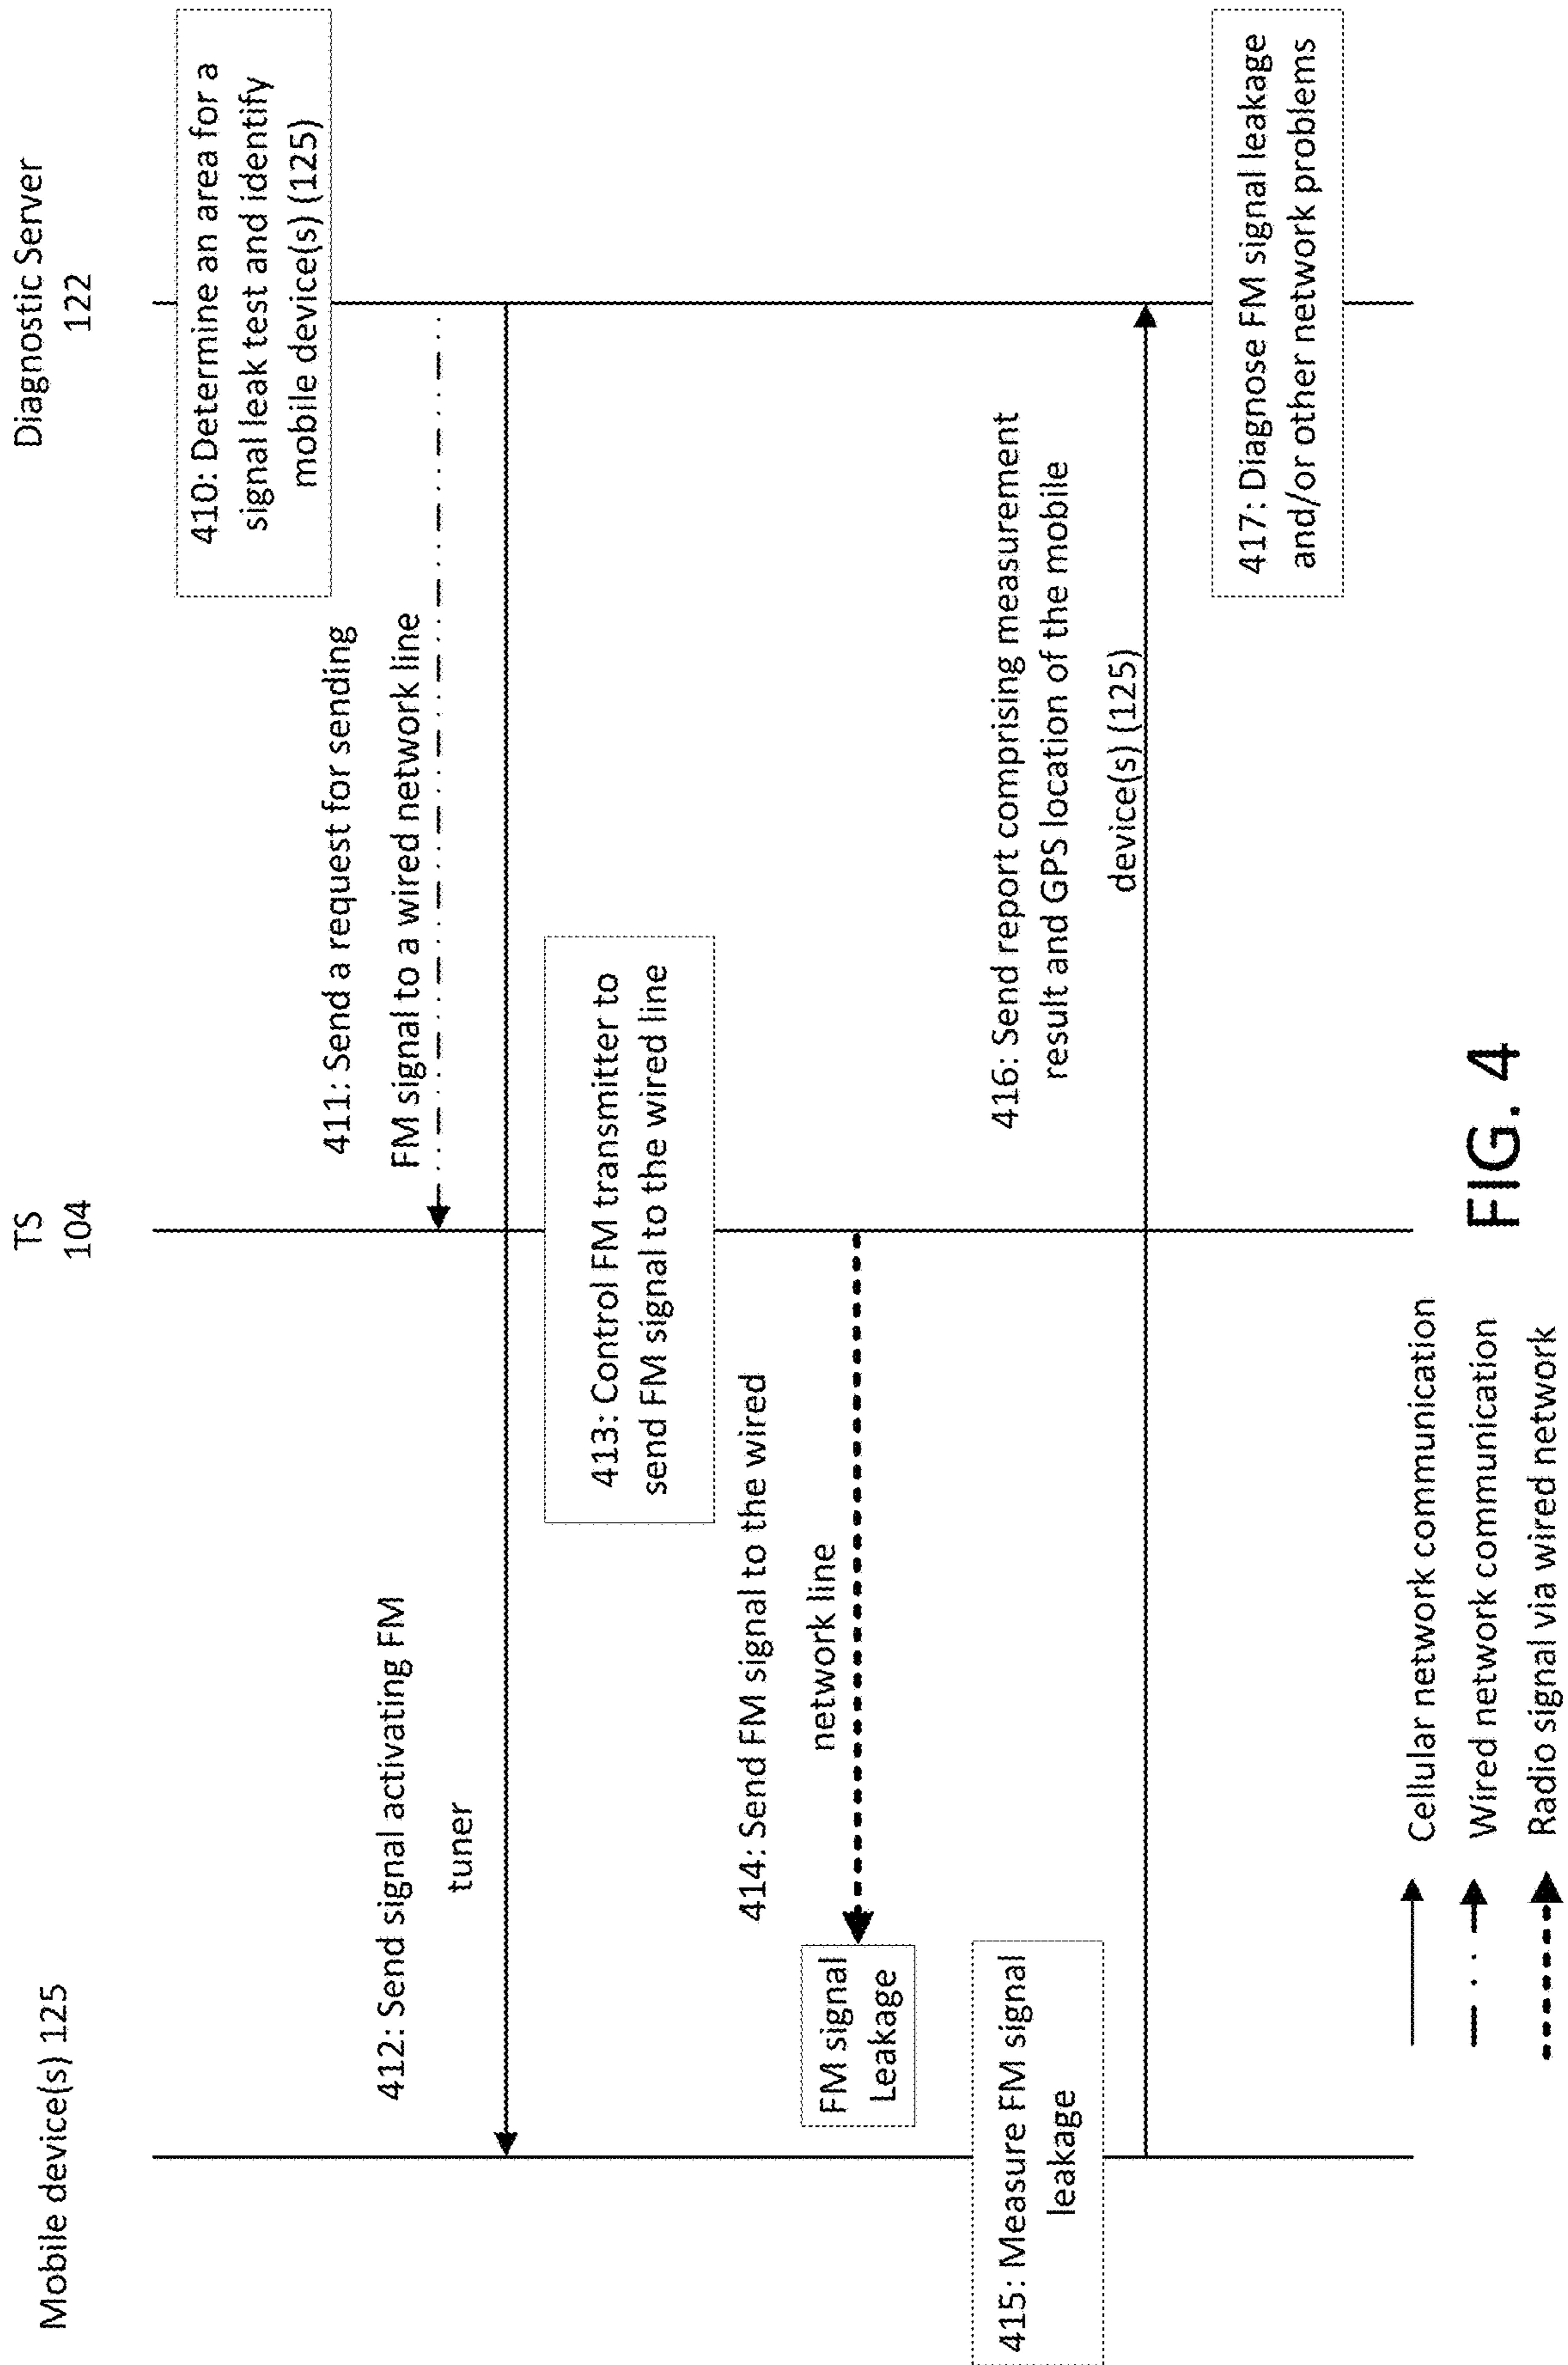 Mobile device(s) 125
TS
104
Diagnostic Server
122
410: Determine an area for a
signal leak test and identify
mobile device(s) (125)
411: Send a request for sending
FM signal to a wired network line
412: Send signal activating FM
tuner
413: Control FM transmitter to
send FM signal to the wired line
414: Send FM signal to the wired
network line
FM signal
Leakage
415: Measure FM signal
leakage
416: Send report comprising measurement
result and GPS location of the mobile
device(s) (125)
417: Diagnose FM signal leakage
and/or other network problems
Cellular network communication
Wired network communication
Radio signal via wired network
FIG. 4